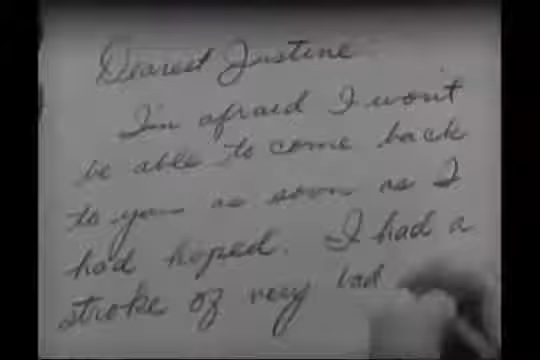 Dearest Justine
I'm afraid I won't
be able to come back
to you as soon as I
had hoped. I had a
stroke of very bad